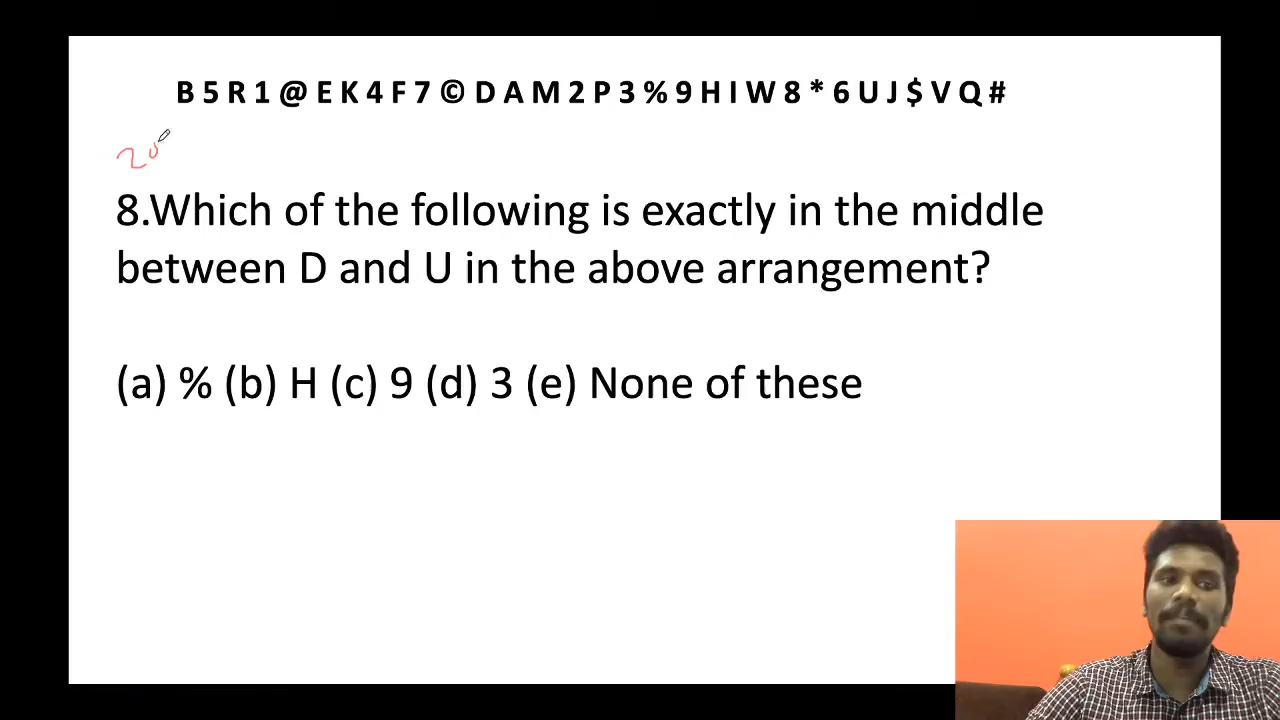 B 5 R 1 @ E K 4 F 7 © D A M 2 P 3 % 9 H I W 8 * 6 U J $ V Q #
8.Which of the following is exactly in the middle
between D and U in the above arrangement?
(a) % (b) H (c) 9 (d) 3 (e) None of these